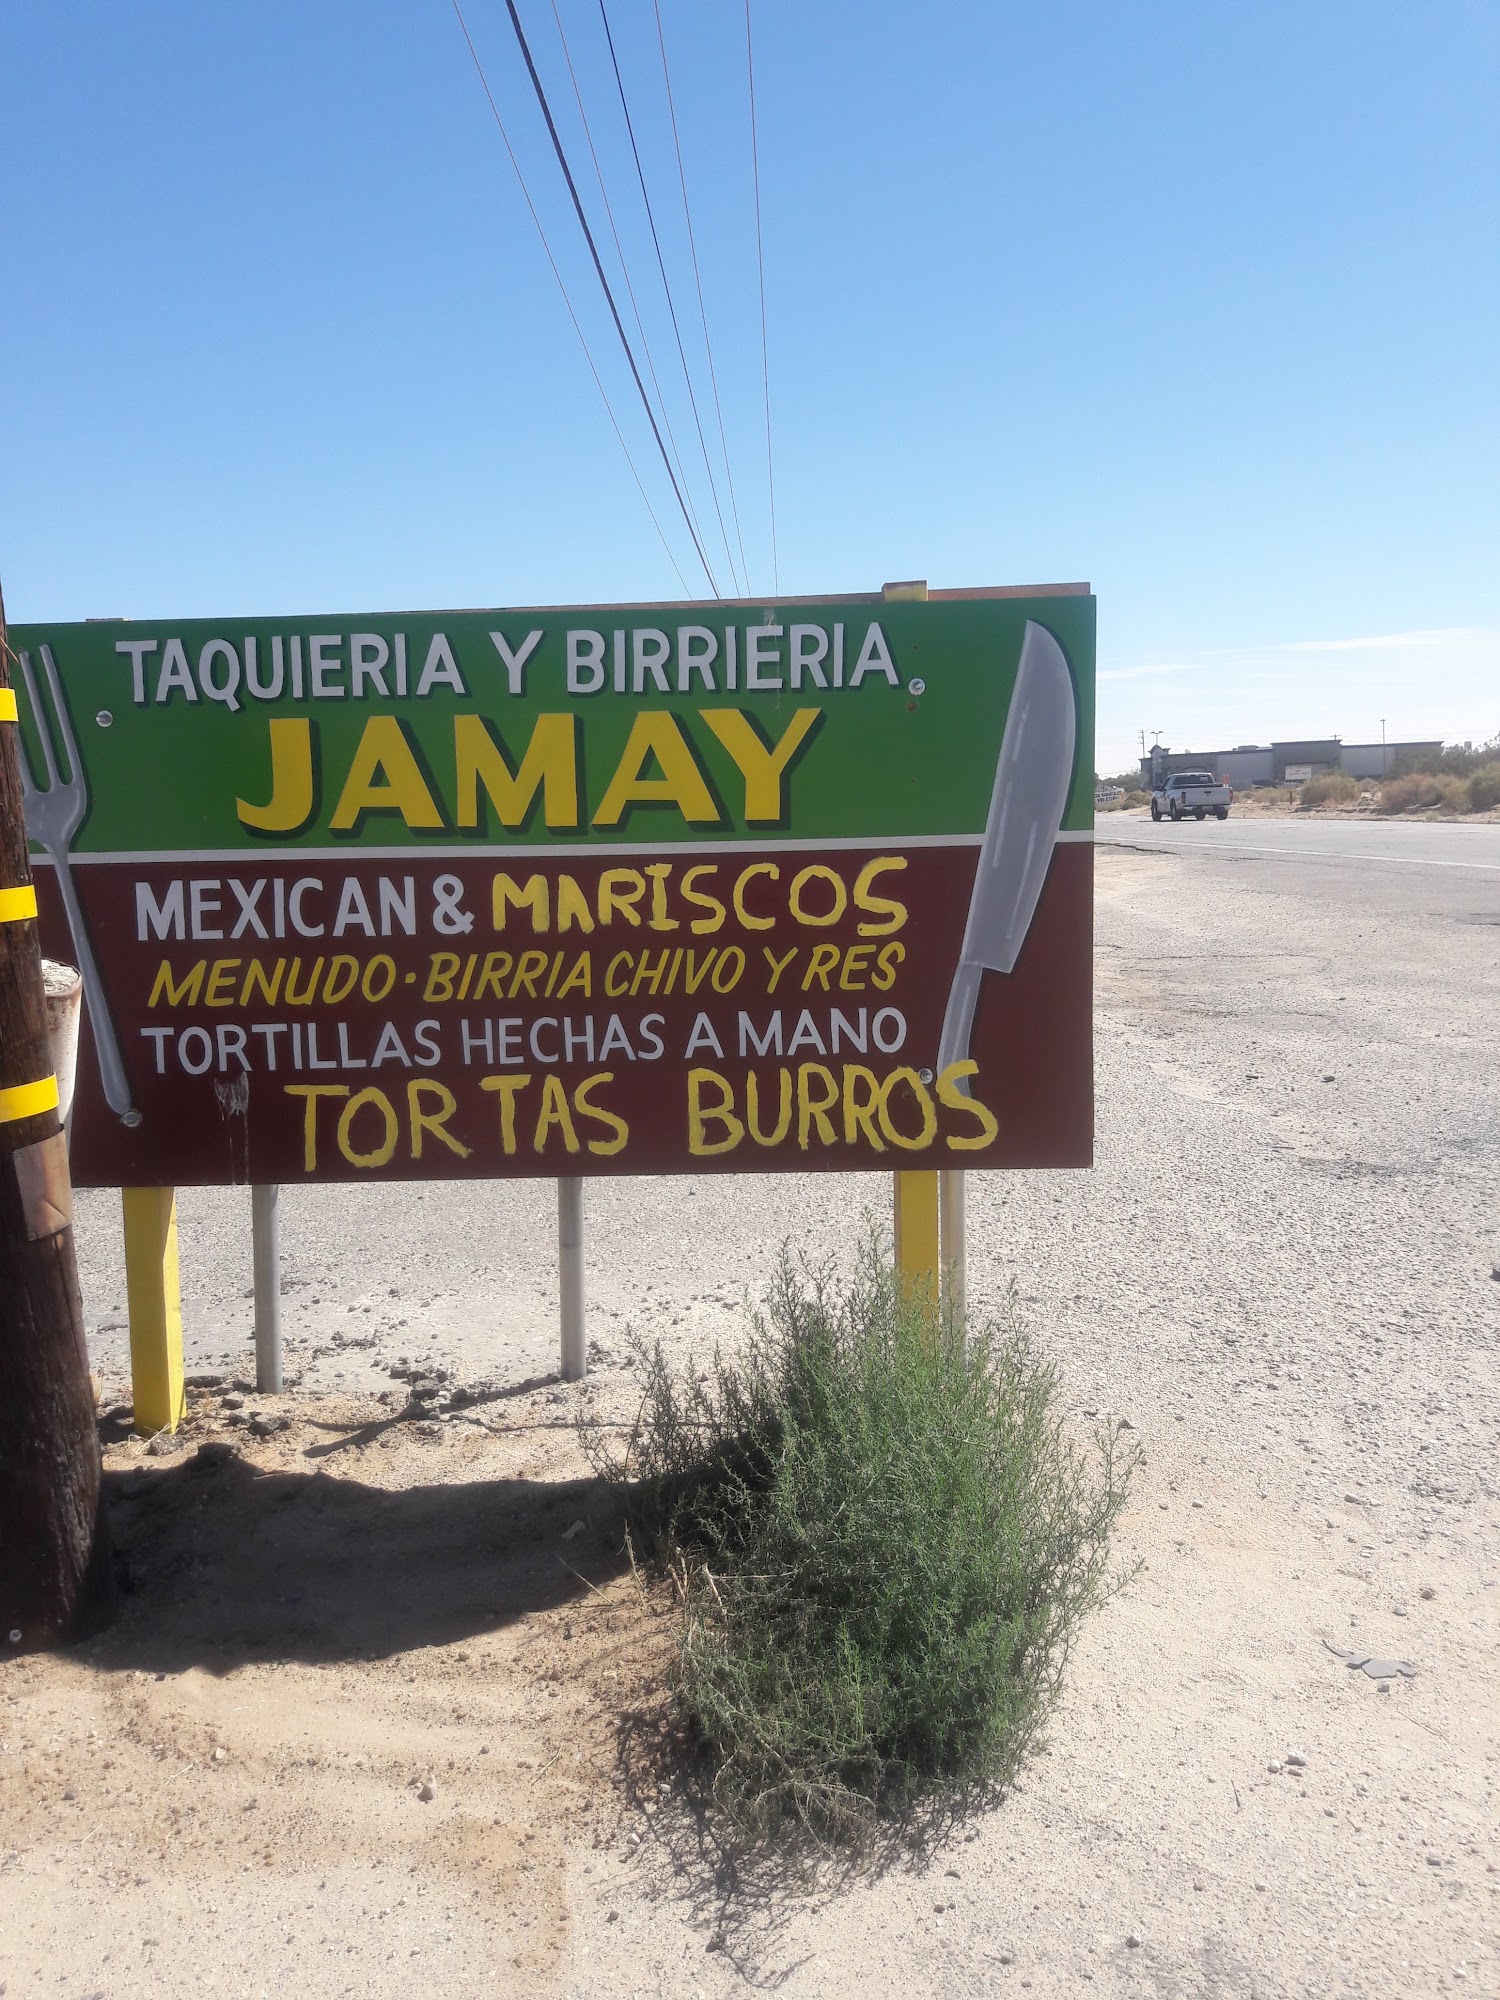 TAQUIERIA Y BIRRIERIA
JAMAY
MEXICAN & MARISCOS
MENUDO · BIRRIA CHIVO Y RES
TORTILLAS HECHAS A MANO
TORTAS BURROS